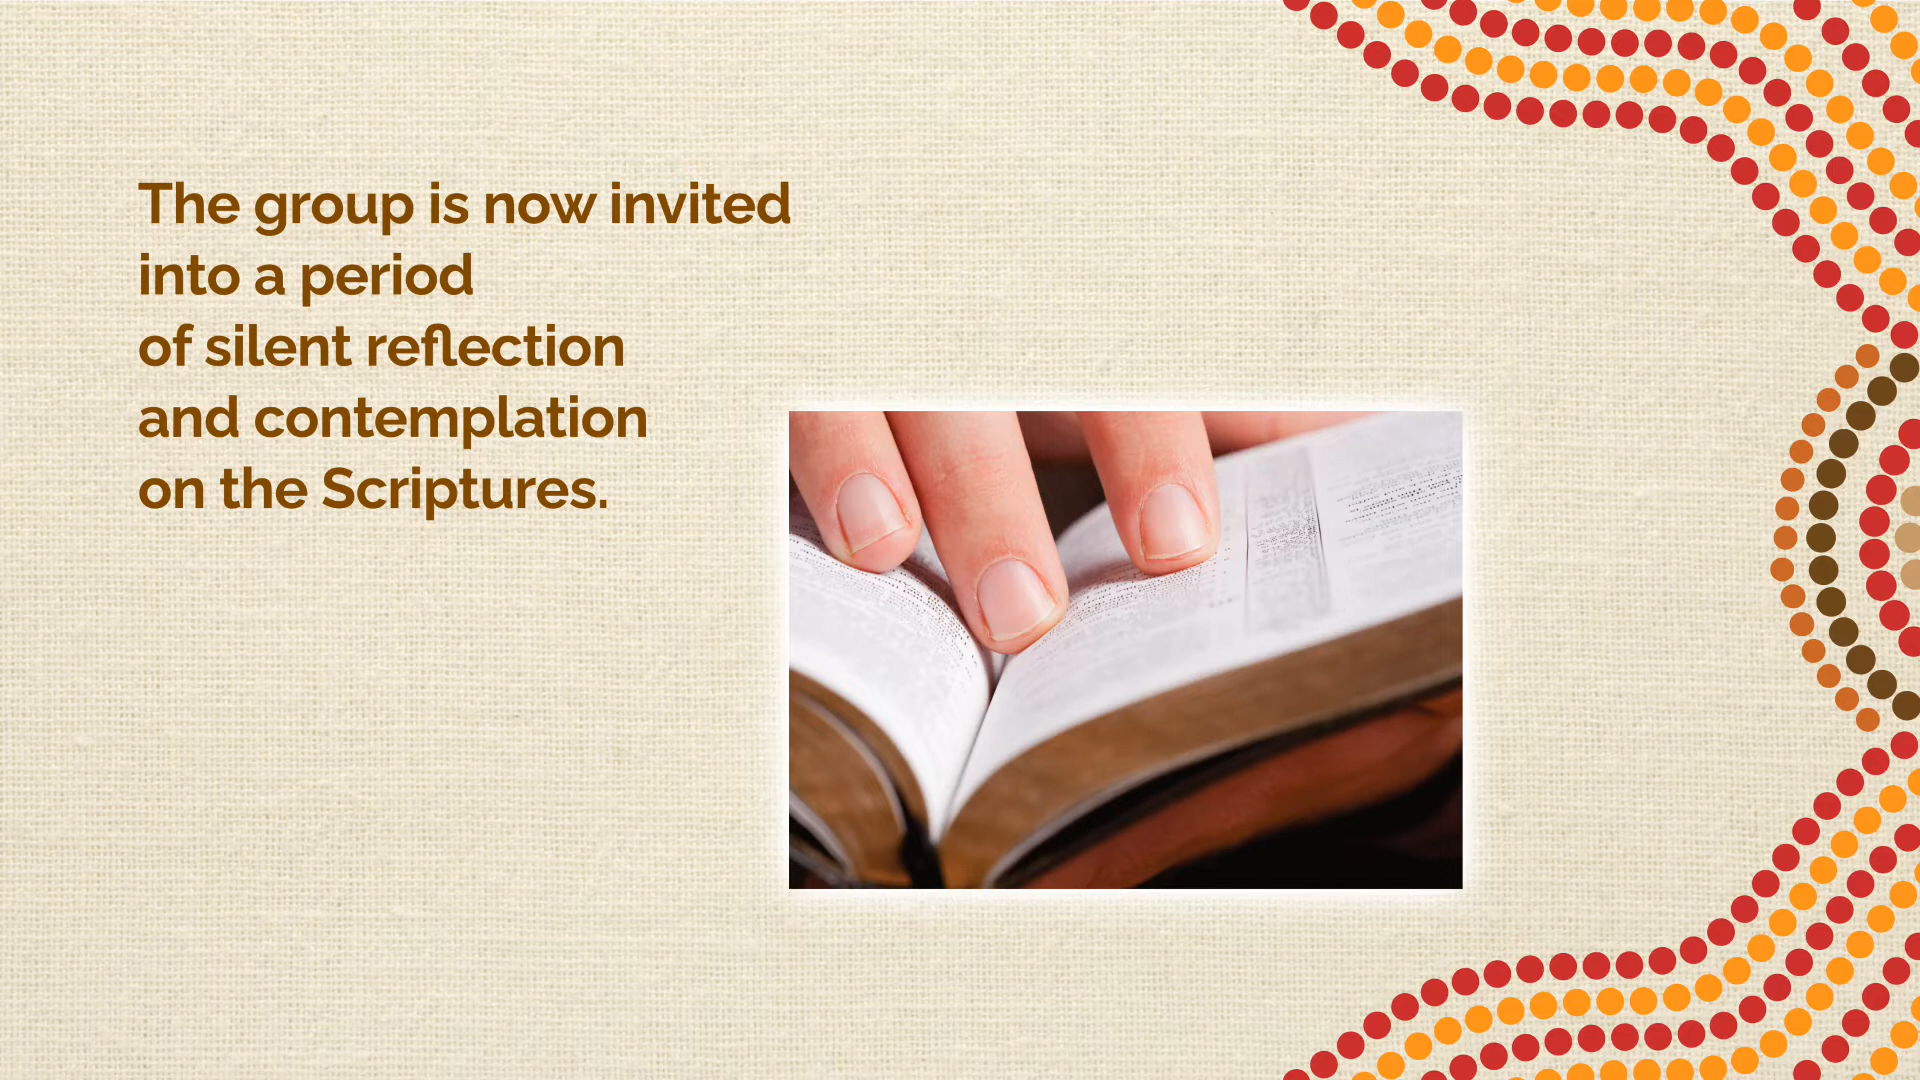 The group is now invited
into a period
of silent reflection
and contemplation
on the Scriptures.